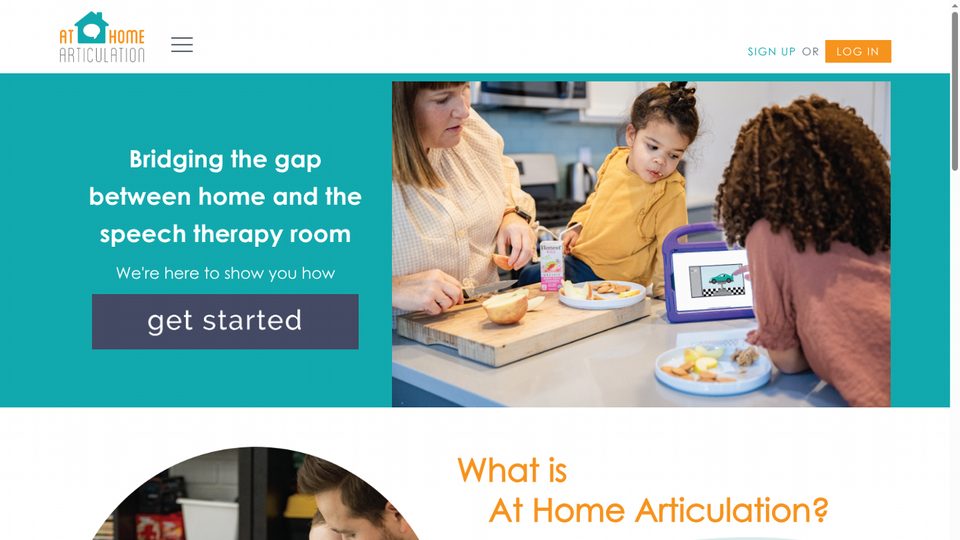 AT HOME
ARTICULATION
SIGN UP OR LOG IN
Bridging the gap
between home and the
speech therapy room
We're here to show you how
get started
Honest
What is
At Home Articulation?